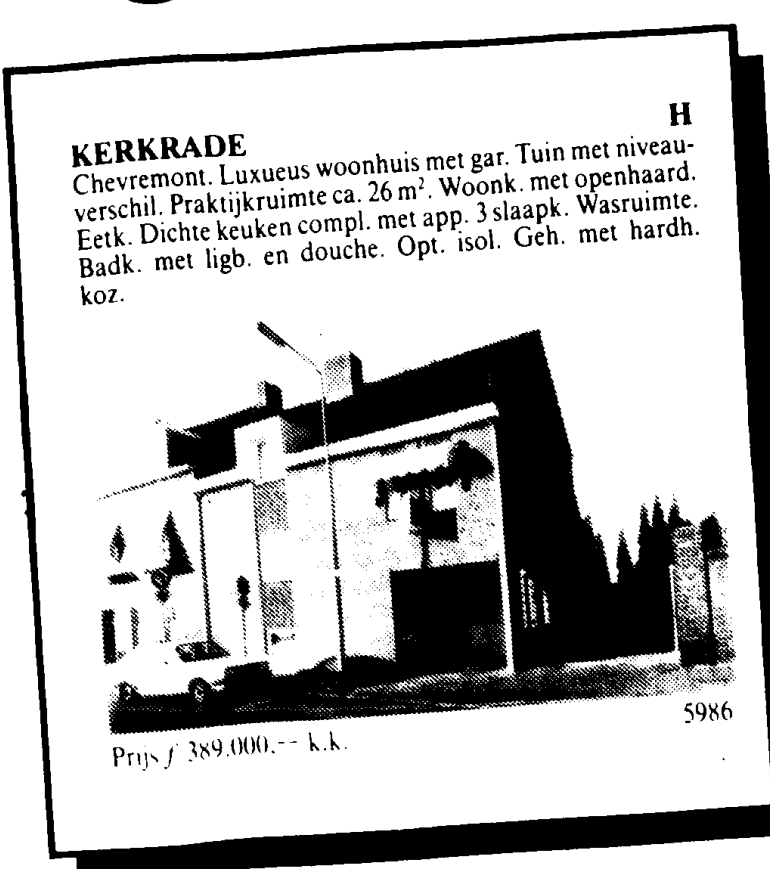 KERKRADE H
Chevremont. Luxueus woonhuis met gar. Tuin met niveau-
verschil. Praktijkruimte ca. 26 m². Woonk. met openhaard.
Eetk. Dichte keuken compl. met app. 3 slaapk. Wasruimte.
Badk. met ligb. en douche. Opt. isol. Geh. met hardh.
koz.
5986
Prijs ƒ 389.000.-- k.k.